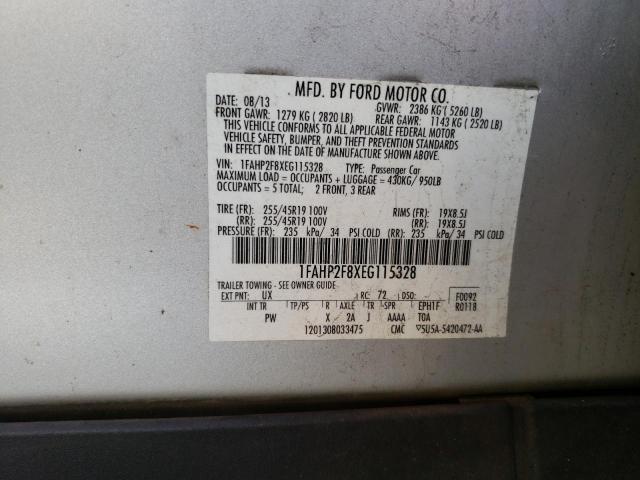 MFD. BY FORD MOTOR CO.
DATE: 08/13 GVWR: 2386 KG ( 5260 LB)
FRONT GAWR: 1279 KG ( 2820 LB) REAR GAWR: 1143 KG ( 2520 LB)
THIS VEHICLE CONFORMS TO ALL APPLICABLE FEDERAL MOTOR
VEHICLE SAFETY, BUMPER, AND THEFT PREVENTION STANDARDS
IN EFFECT ON THE DATE OF MANUFACTURE SHOWN ABOVE.
VIN: 1FAHP2F8XEG115328 TYPE: Passenger Car
MAXIMUM LOAD = OCCUPANTS + LUGGAGE = 430KG/ 950LB
OCCUPANTS = 5 TOTAL; 2 FRONT, 3 REAR
TIRE (FR): 255/45R19 100V RIMS (FR): 19X8.5J
(RR): 255/45R19 100V (RR): 19X8.5J
PRESSURE (FR): 235 kPa/ 34 PSI COLD (RR): 235 kPa/ 34 PSI COLD
1FAHP2F8XEG115328
TRAILER TOWING - SEE OWNER GUIDE
EXT PNT: UX RC: 72 DSO: F0092
INT TR TP/PS R AXLE TR SPR EPH1F R0118
PW X 2A J AAAA TOA
1201308033475 CMC 5U5A-5420472-AA